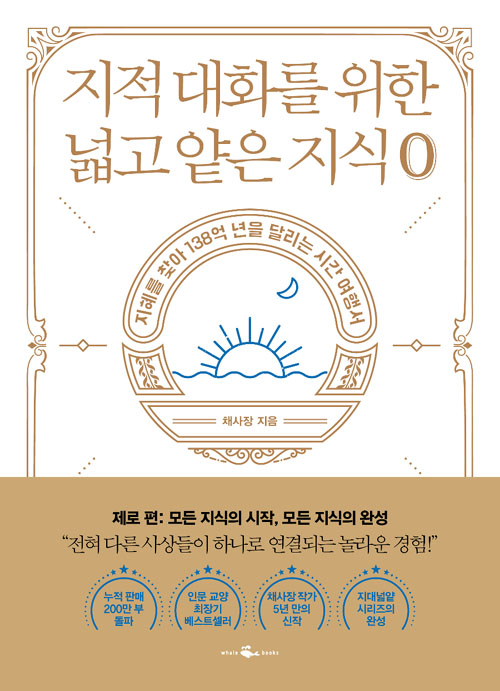 지적 대화를 위한
넓고 얕은 지식 0
지혜를 찾아 138억 년을 달리는 시간 여행서
채사장 지음
제로 편: 모든 지식의 시작, 모든 지식의 완성
“전혀 다른 사상들이 하나로 연결되는 놀라운 경험!”
누적 판매
200만 부
돌파
인문 교양
최장기
베스트셀러
채사장 작가
5년 만의
신작
지대넓얕
시리즈의
완성
whale books